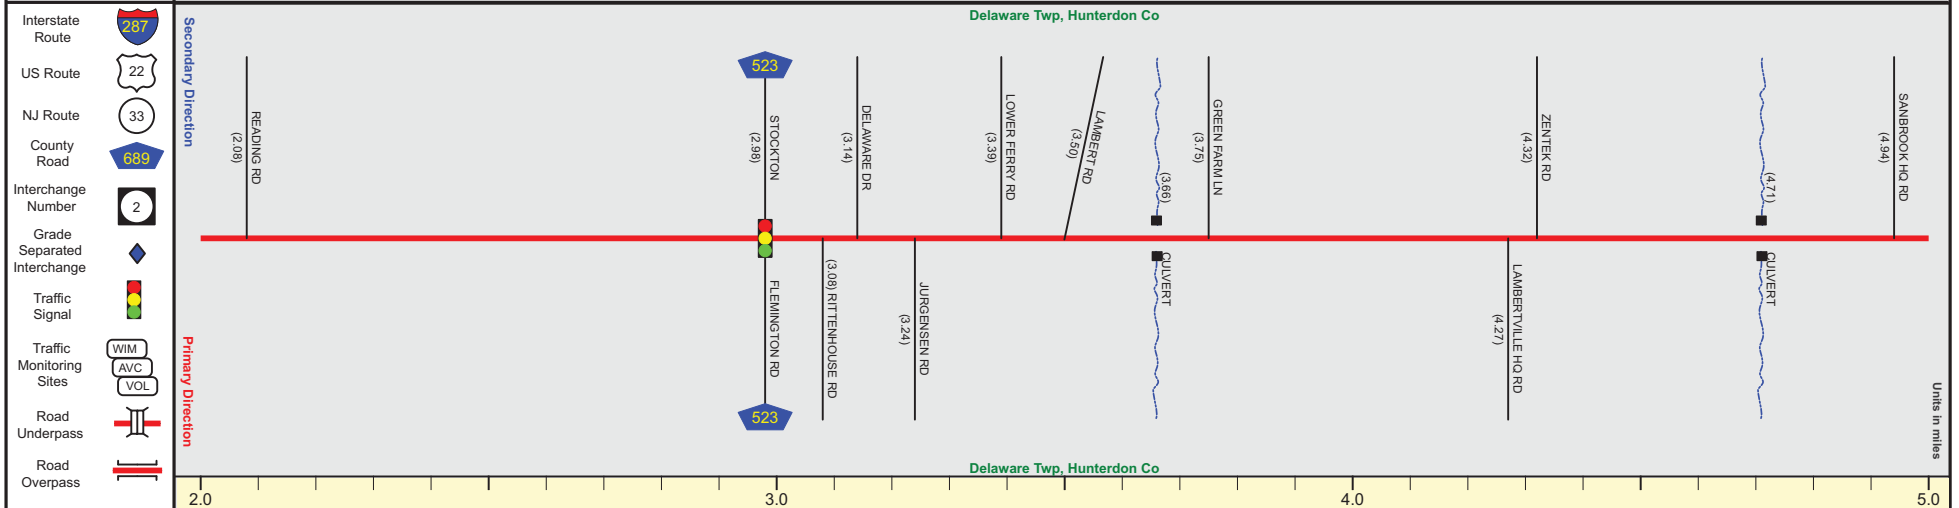 Interstate
Route
287
US Route
22
NJ Route
33
County
Road
689
Interchange
Number
2
Grade
Separated
Interchange
Traffic
Signal
Traffic
Monitoring
Sites
WIM
AVC
VOL
Road
Underpass
Road
Overpass
Secondary Direction
Primary Direction
Delaware Twp, Hunterdon Co
READING RD
(2.08)
523
STOCKTON
(2.98)
DELAWARE DR
(3.14)
LOWER FERRY RD
(3.39)
LAMBERT RD
(3.50)
(3.66)
GREEN FARM LN
(3.75)
ZENTEK RD
(4.32)
(4.71)
SANBROOK HQ RD
(4.94)
FLEMINGTON RD
523
(3.08) RITTENHOUSE RD
JURGENSEN RD
(3.24)
CULVERT
LAMBERTVILLE HQ RD
(4.27)
CULVERT
Units in miles
Delaware Twp, Hunterdon Co
2.0
3.0
4.0
5.0